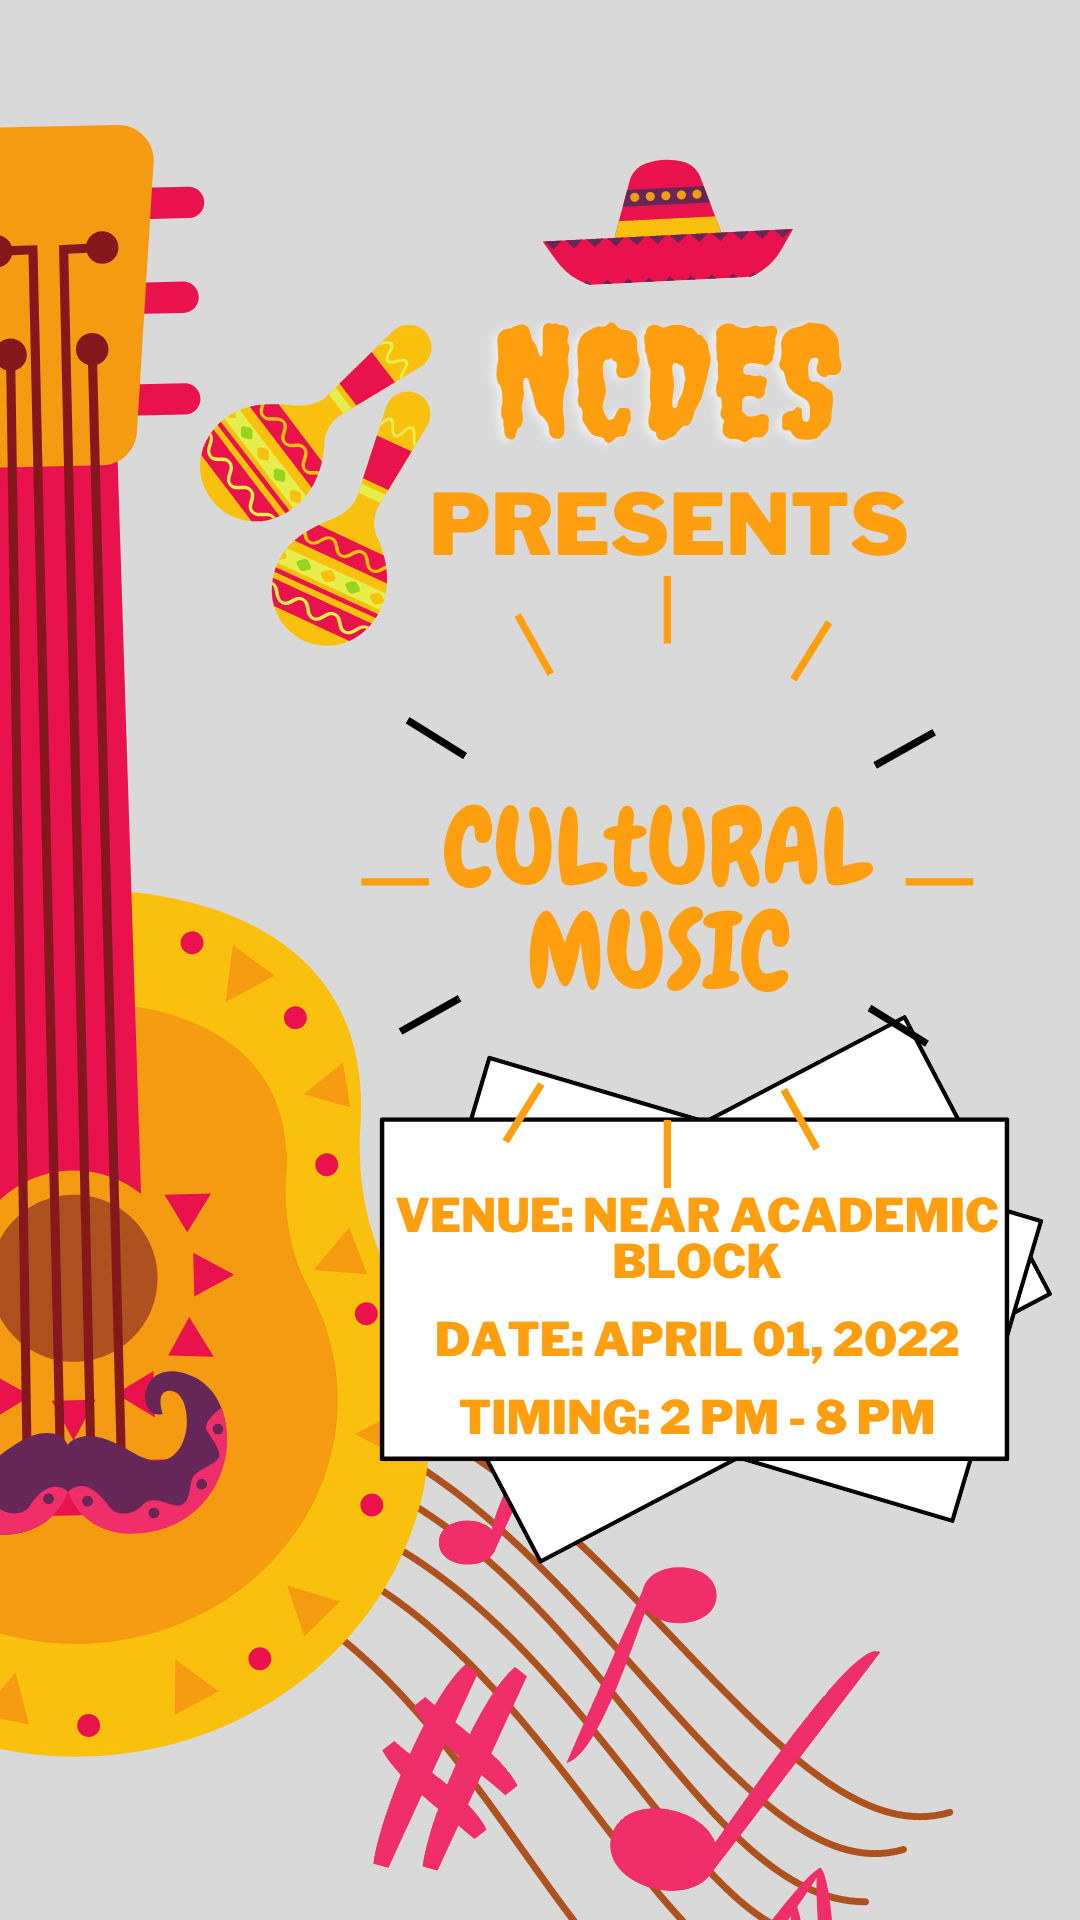 NCDES
PRESENTS
CULtURAL
MUSIC
VENUE: NEAR ACADEMIC
BLOCK
DATE: APRIL 01, 2022
TIMING: 2 PM - 8 PM